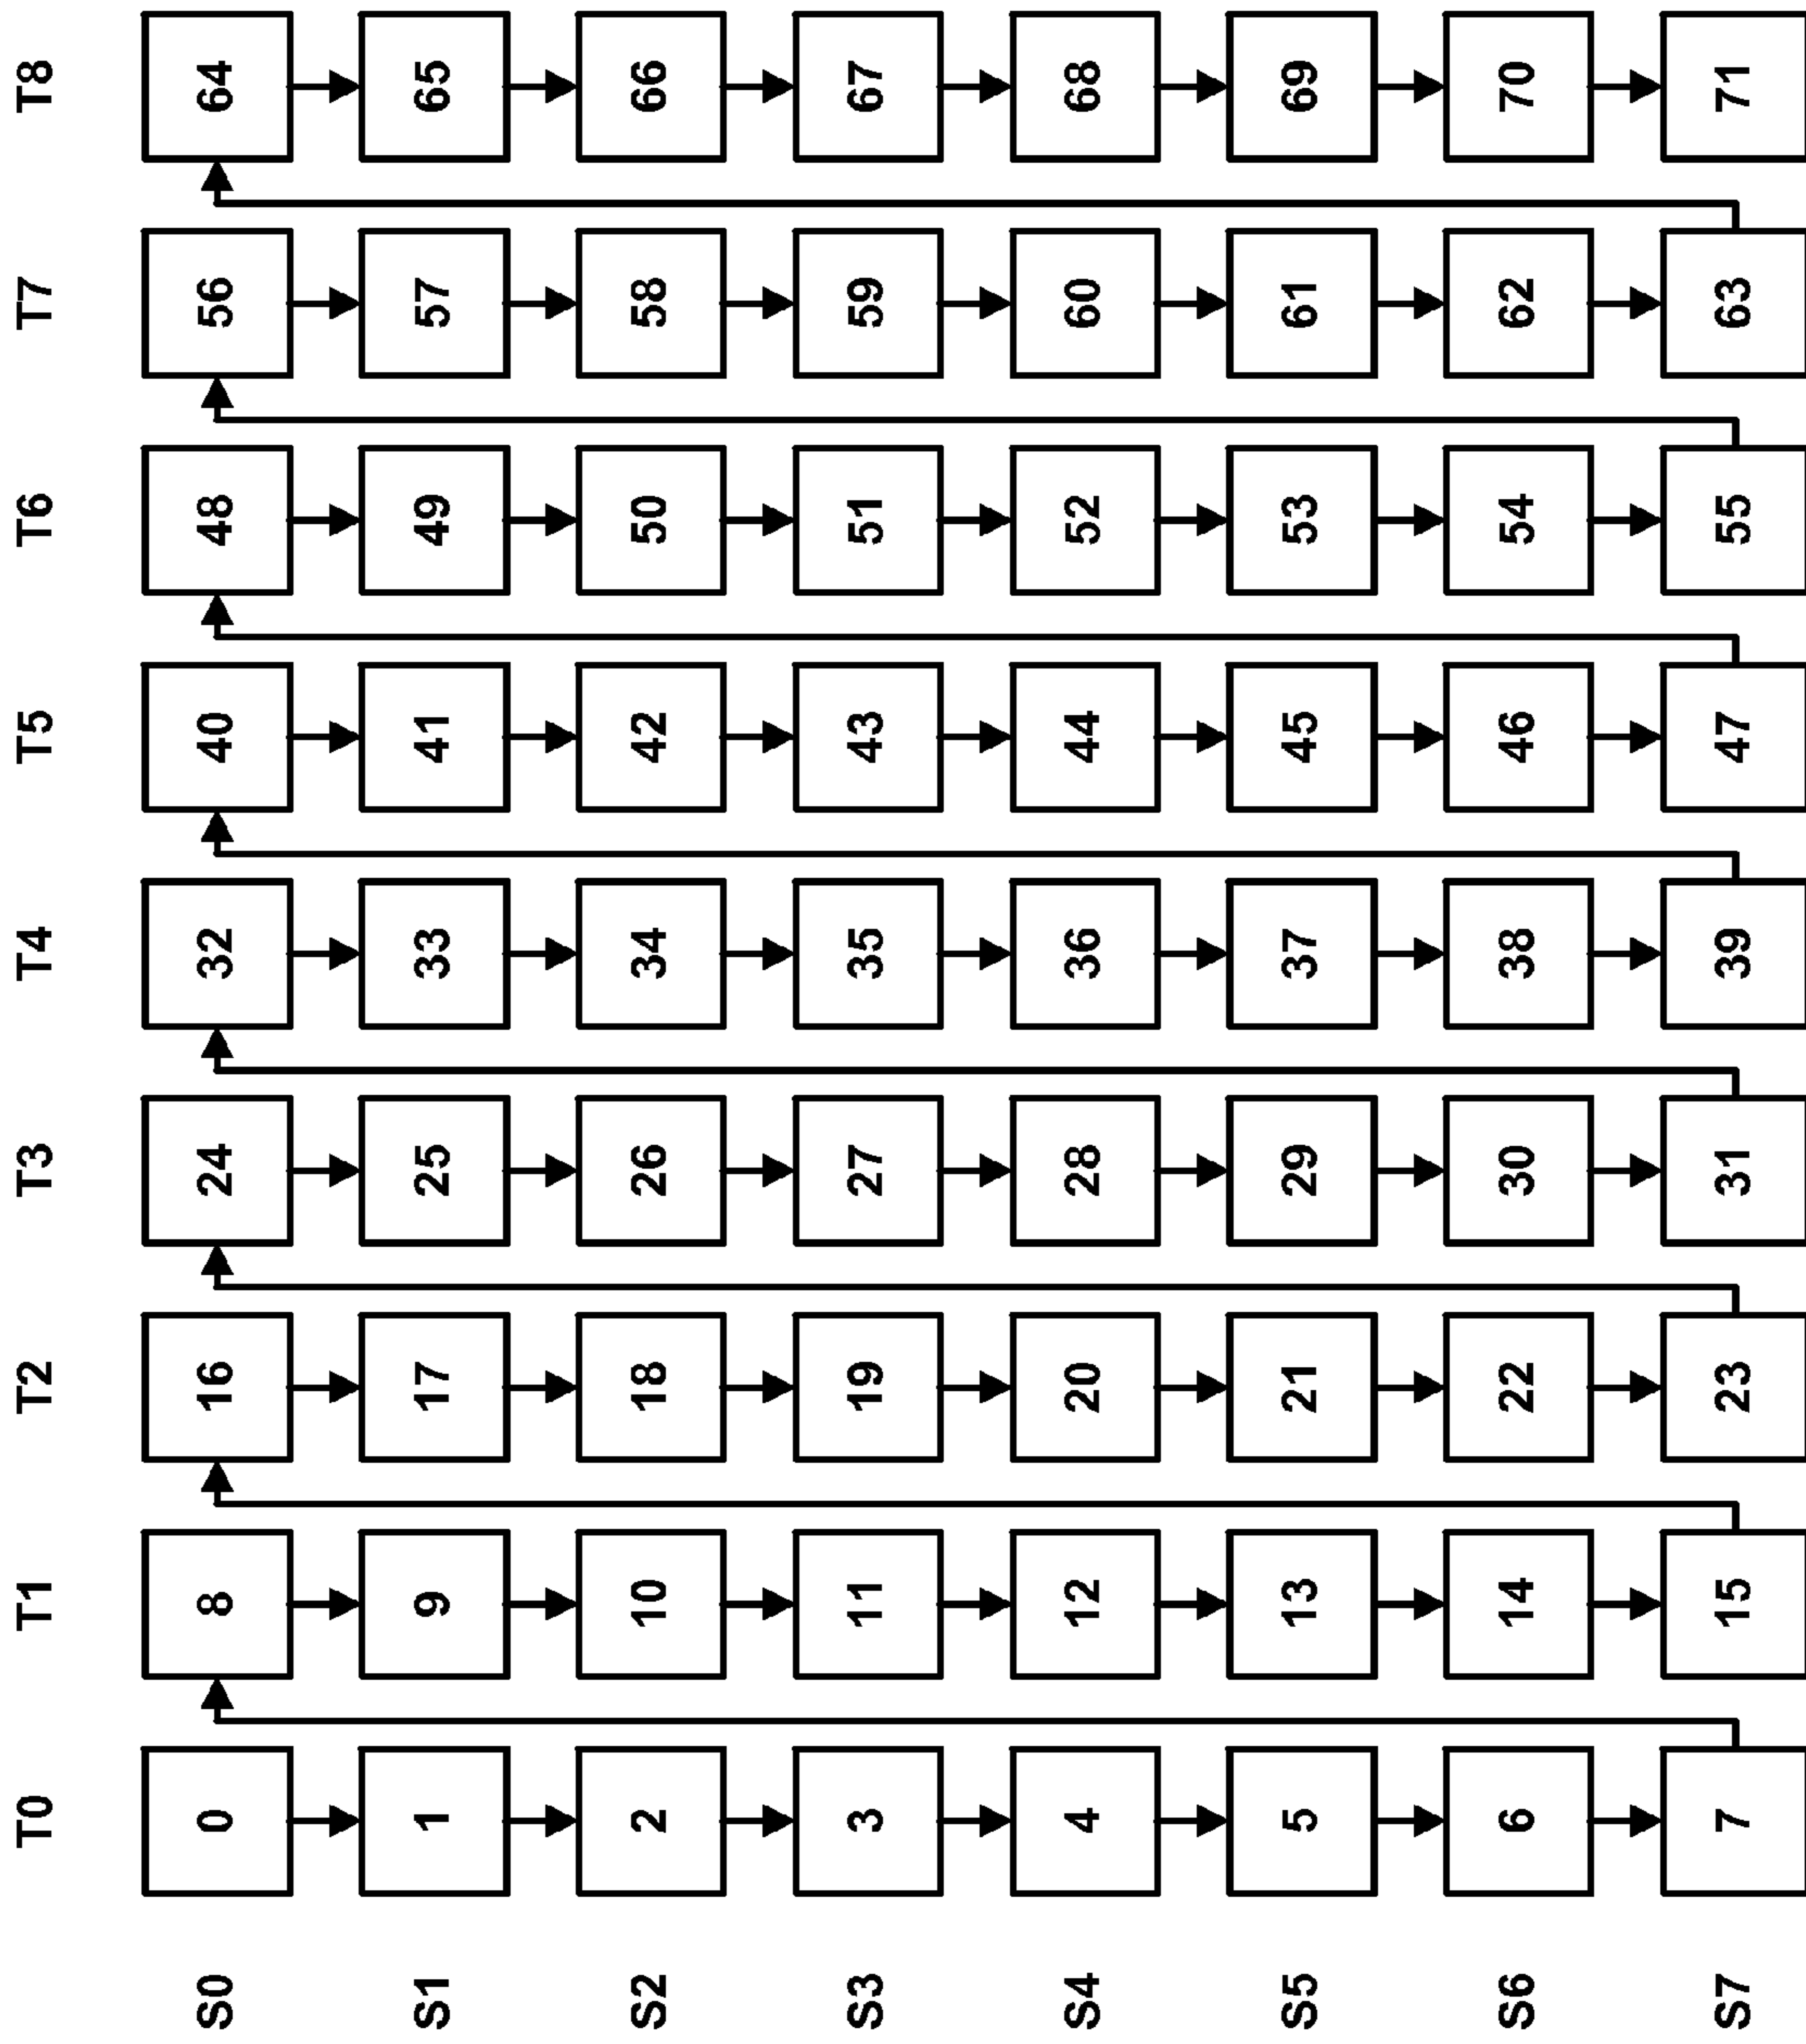 T0 T1 T2 T3 T4 T5 T6 T7 T8
S0 0 8 16 24 32 40 48 56 64
S1 1 9 17 25 33 41 49 57 65
S2 2 10 18 26 34 42 50 58 66
S3 3 11 19 27 35 43 51 59 67
S4 4 12 20 28 36 44 52 60 68
S5 5 13 21 29 37 45 53 61 69
S6 6 14 22 30 38 46 54 62 70
S7 7 15 23 31 39 47 55 63 71